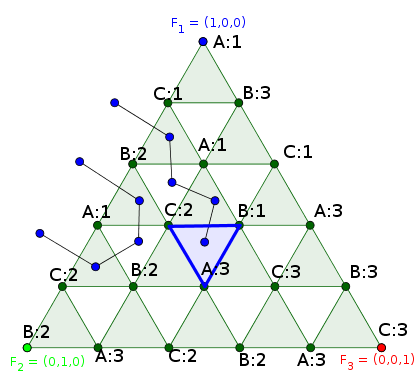 F1 = (1,0,0)
A:1
C:1 B:3
B:2 A:1 C:1
A:1 C:2 B:1 A:3
C:2 B:2 A:3 C:3 B:3
B:2 A:3 C:2 B:2 A:3 C:3
F2 = (0,1,0) F3 = (0,0,1)